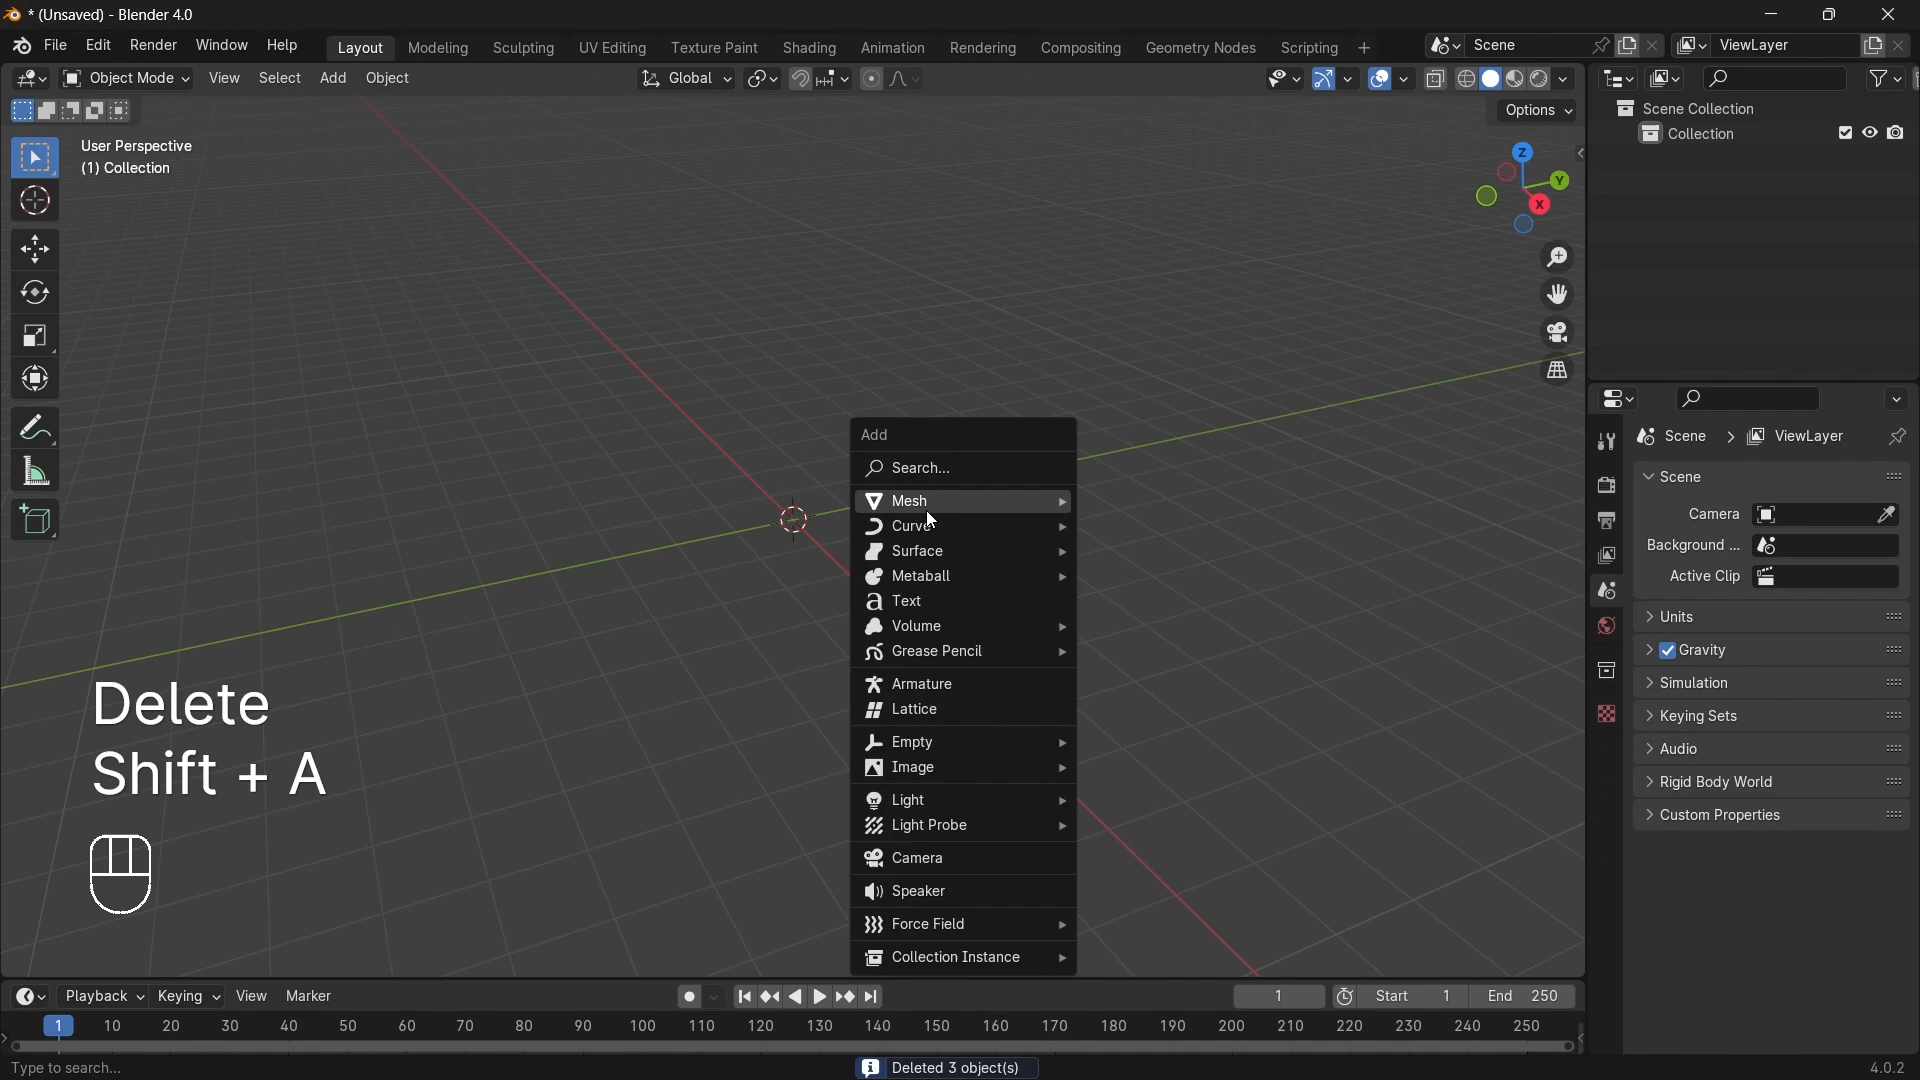 * (Unsaved) - Blender 4.0
File Edit Render Window Help Layout Modeling Sculpting UV Editing Texture Paint Shading Animation Rendering Compositing Geometry Nodes Scripting + Scene ViewLayer
Object Mode View Select Add Object Global
Options
User Perspective
(1) Collection
Z
Y
X
Scene Collection
Collection
Add
Search...
Mesh
Curve
Surface
Metaball
Text
Volume
Grease Pencil
Armature
Lattice
Empty
Image
Light
Light Probe
Camera
Speaker
Force Field
Collection Instance
Delete
Shift + A
Scene ViewLayer
Scene
Camera
Background ...
Active Clip
Units
Gravity
Simulation
Keying Sets
Audio
Rigid Body World
Custom Properties
Playback Keying View Marker 1 Start 1 End 250
1 10 20 30 40 50 60 70 80 90 100 110 120 130 140 150 160 170 180 190 200 210 220 230 240 250
Type to search... Deleted 3 object(s) 4.0.2